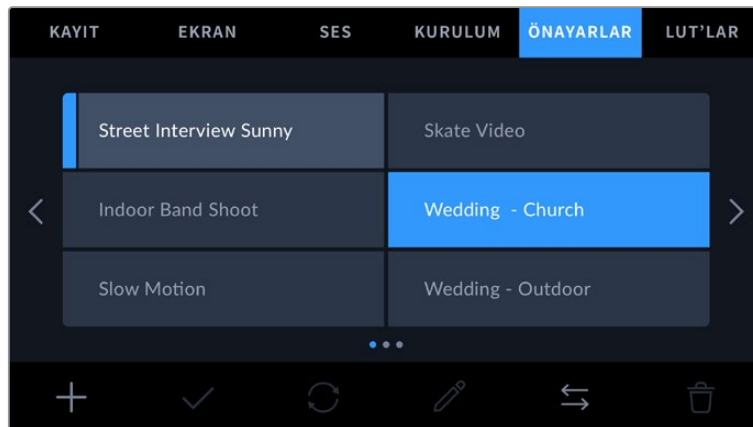 KAYIT EKRAN SES KURULUM ÖNAYARLAR LUT’LAR
Street Interview Sunny Skate Video
Indoor Band Shoot Wedding - Church
Slow Motion Wedding - Outdoor